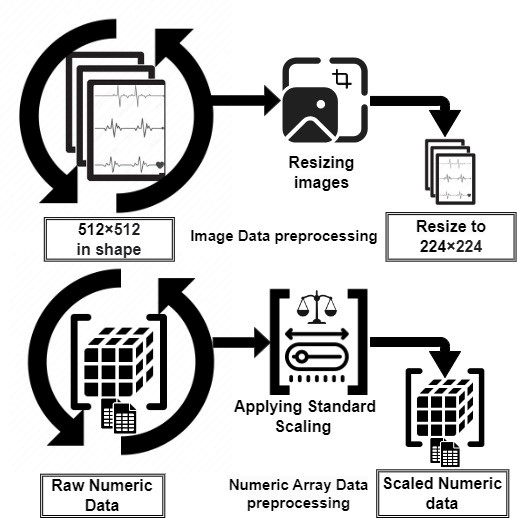 Resizing
images
512×512
in shape
Image Data preprocessing
Resize to
224×224
Applying Standard
Scaling
Raw Numeric
Data
Numeric Array Data
preprocessing
Scaled Numeric
data